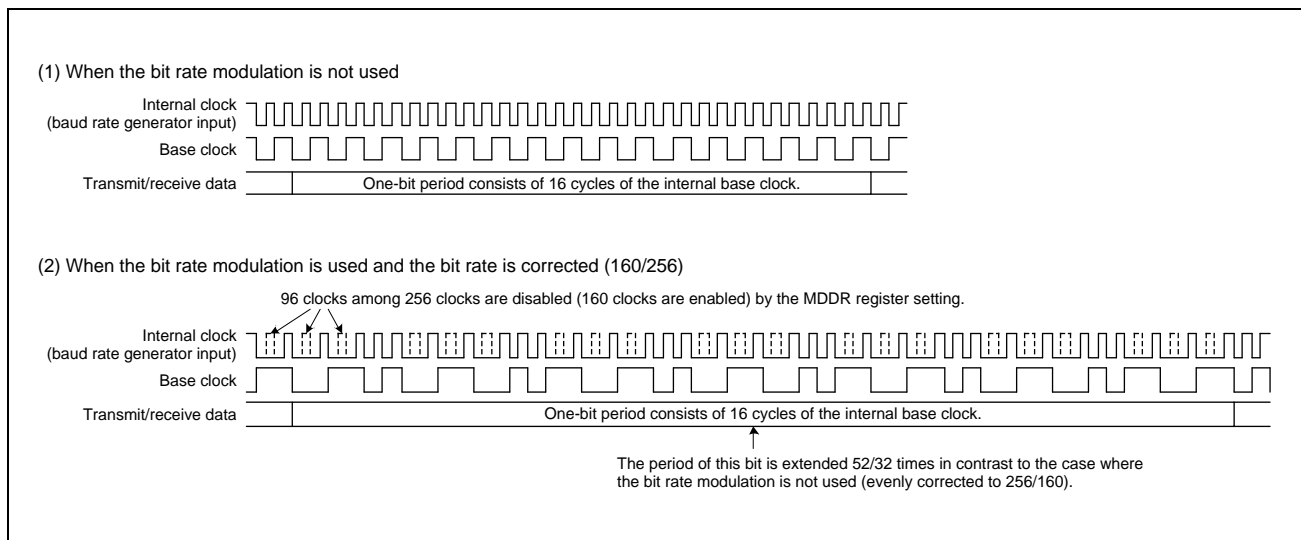 (1) When the bit rate modulation is not used
Internal clock
(baud rate generator input)
Base clock
Transmit/receive data
One-bit period consists of 16 cycles of the internal base clock.
(2) When the bit rate modulation is used and the bit rate is corrected (160/256)
96 clocks among 256 clocks are disabled (160 clocks are enabled) by the MDDR register setting.
Internal clock
(baud rate generator input)
Base clock
Transmit/receive data
One-bit period consists of 16 cycles of the internal base clock.
The period of this bit is extended 52/32 times in contrast to the case where
the bit rate modulation is not used (evenly corrected to 256/160).